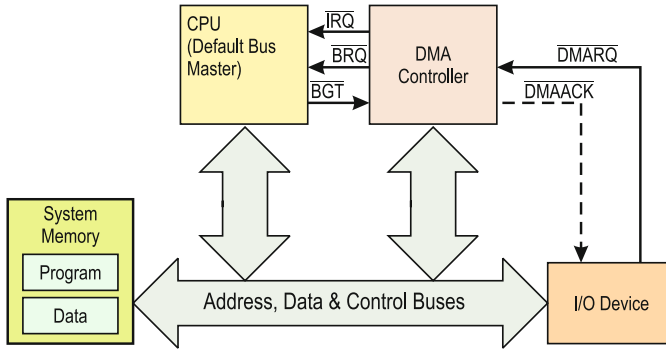 CPU
(Default Bus
Master)
IRQ
BRQ
BGT
DMA
Controller
DMARQ
DMAACK
System
Memory
Program
Data
Address, Data & Control Buses
I/O Device